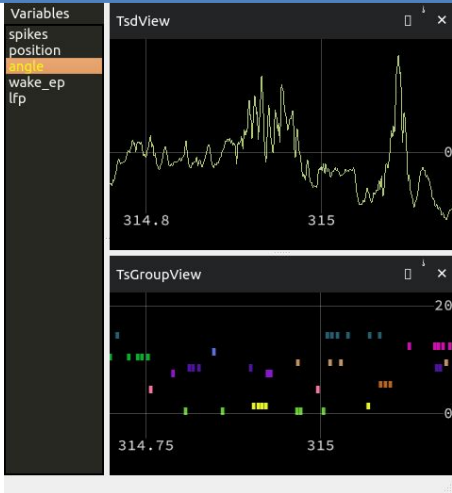 Variables
spikes
position
angle
wake_ep
lfp
TsdView
0
314.8
315
TsGroupView
20
0
314.75
315